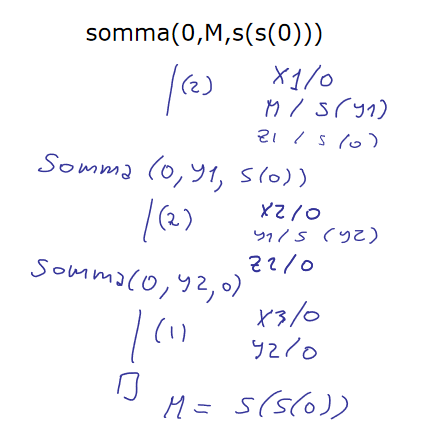 somma(0,M,s(s(0)))
(2) X1/0
M / s(y1)
z1 / s(0)
Somma (0, y1, s(0))
(2) X2/0
y1/s (y2)
z2/0
Somma(0, y2, 0)
(1) X3/0
y2/0
M = s(s(0))